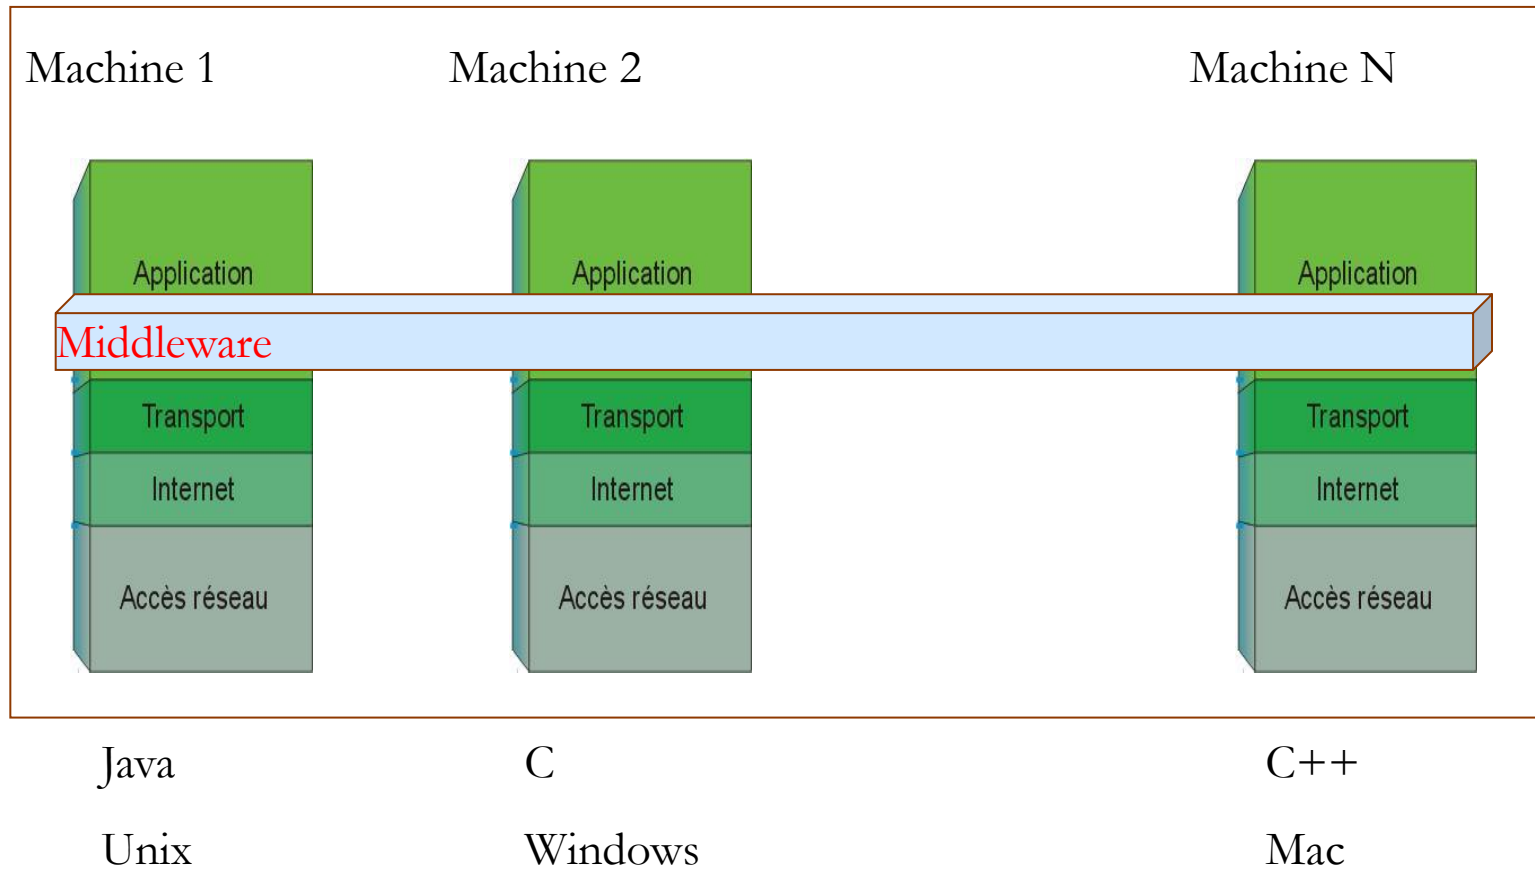 Machine 1 Machine 2 Machine N
Application Application Application
Middleware
Transport Transport Transport
Internet Internet Internet
Accès réseau Accès réseau Accès réseau
Java C C++
Unix Windows Mac